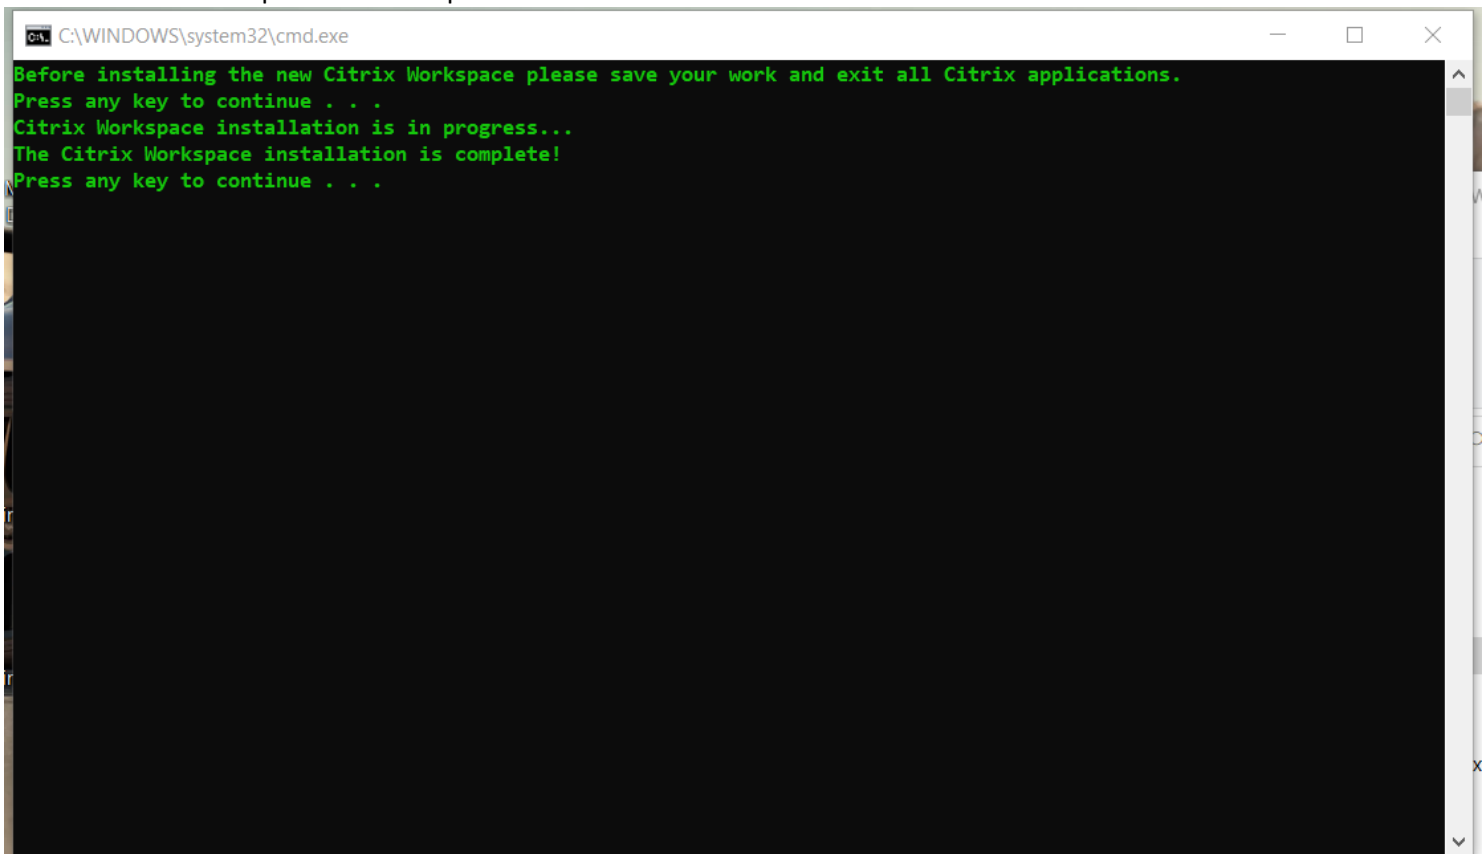 C:\WINDOWS\system32\cmd.exe
Before installing the new Citrix Workspace please save your work and exit all Citrix applications.
Press any key to continue . . .
Citrix Workspace installation is in progress...
The Citrix Workspace installation is complete!
Press any key to continue . . .